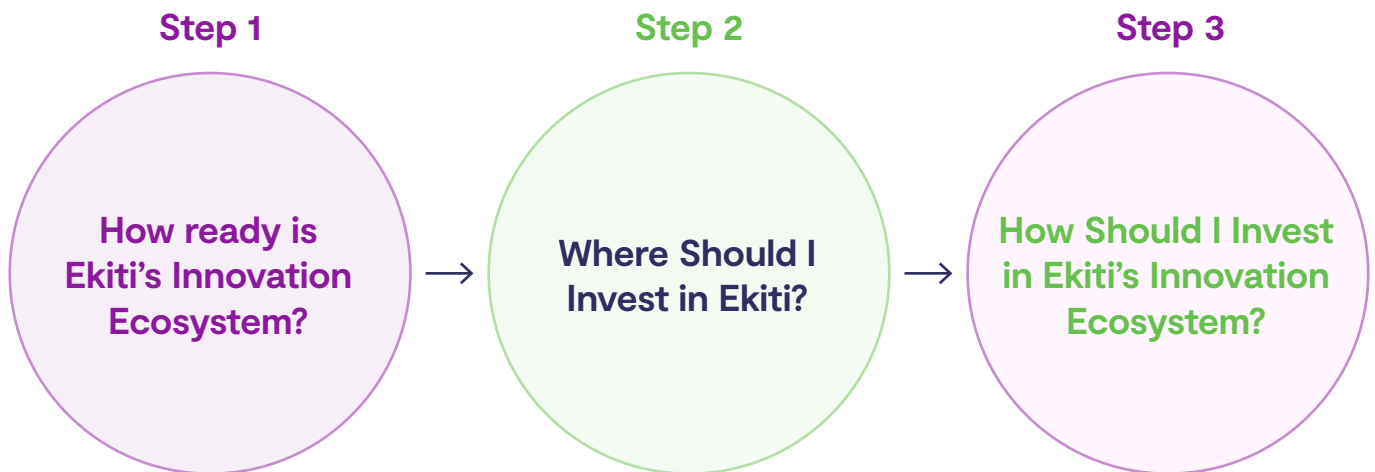 Step 1
How ready is
Ekiti’s Innovation
Ecosystem?
Step 2
Where Should I
Invest in Ekiti?
Step 3
How Should I Invest
in Ekiti’s Innovation
Ecosystem?